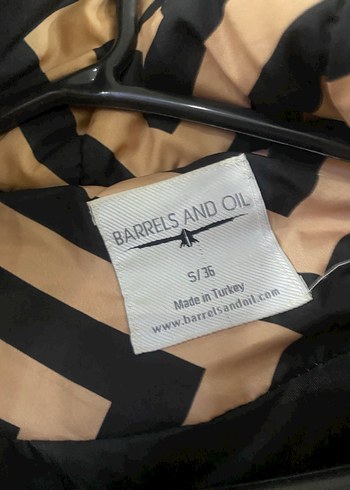 BARRELS AND OIL
S/36
Made in Turkey
www.barrelsandoil.com